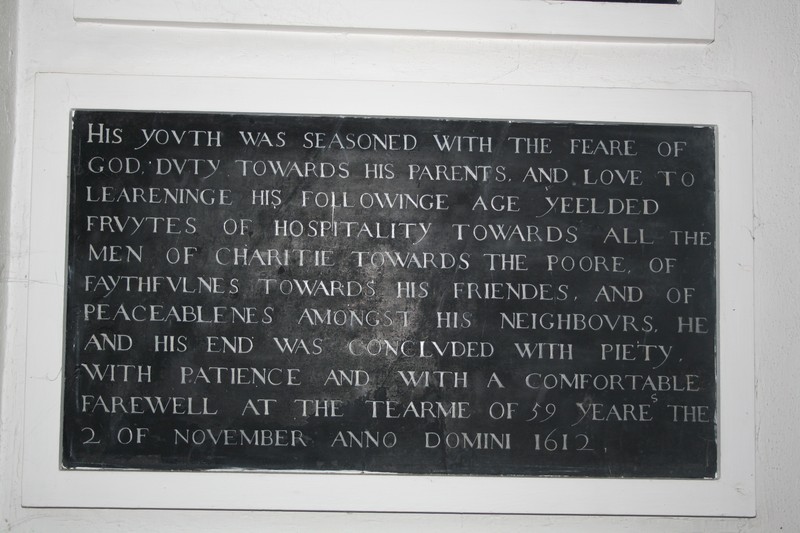 HIS YOVTH WAS SEASONED WITH THE FEARE OF
GOD, DVTY TOWARDS HIS PARENTS, AND LOVE TO
LEARENINGE HIS FOLLOWINGE AGE YEELDED
FRVYTES OF HOSPITALITY TOWARDS ALL THE
MEN OF CHARITIE TOWARDS THE POORE, OF
FAYTHFVLNES TOWARDS HIS FRIENDES, AND OF
PEACEABLENES AMONGST HIS NEIGHBOVRS, HE
AND HIS END WAS CONCLVDED WITH PIETY,
WITH PATIENCE AND WITH A COMFORTABLE
FAREWELL AT THE TEARME OF 59 YEARES THE
2 OF NOVEMBER ANNO DOMINI 1612